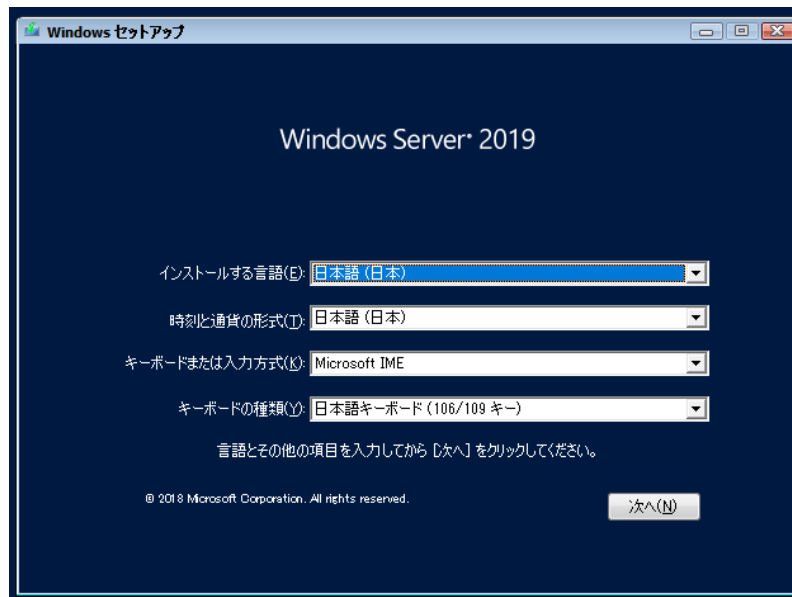 Windows セットアップ
Windows Server® 2019
インストールする言語(E): 日本語 (日本)
時刻と通貨の形式(T): 日本語 (日本)
キーボードまたは入力方式(K): Microsoft IME
キーボードの種類(Y): 日本語キーボード (106/109 キー)
言語とその他の項目を入力してから [次へ] をクリックしてください。
© 2018 Microsoft Corporation. All rights reserved.
次へ(N)